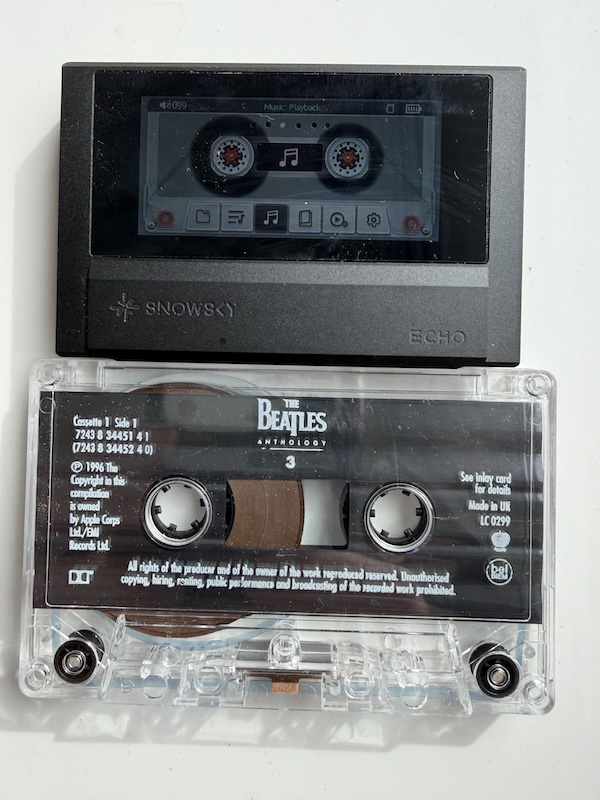 099
Music Playback
SNOWSKY
ECHO
Cassette 1 Side 1
7243 8 34451 4 1
(7243 8 34452 4 0)
THE
BEATLES
ANTHOLOGY
3
℗ 1996 The
Copyright in this
compilation
is owned
by Apple Corps
Ltd./EMI
Records Ltd.
See inlay card
for details
Made in UK
LC 0299
bel
BIEM
All rights of the producer and of the owner of the work reproduced reserved. Unauthorised
copying, hiring, renting, public performance and broadcasting of the recorded work prohibited.